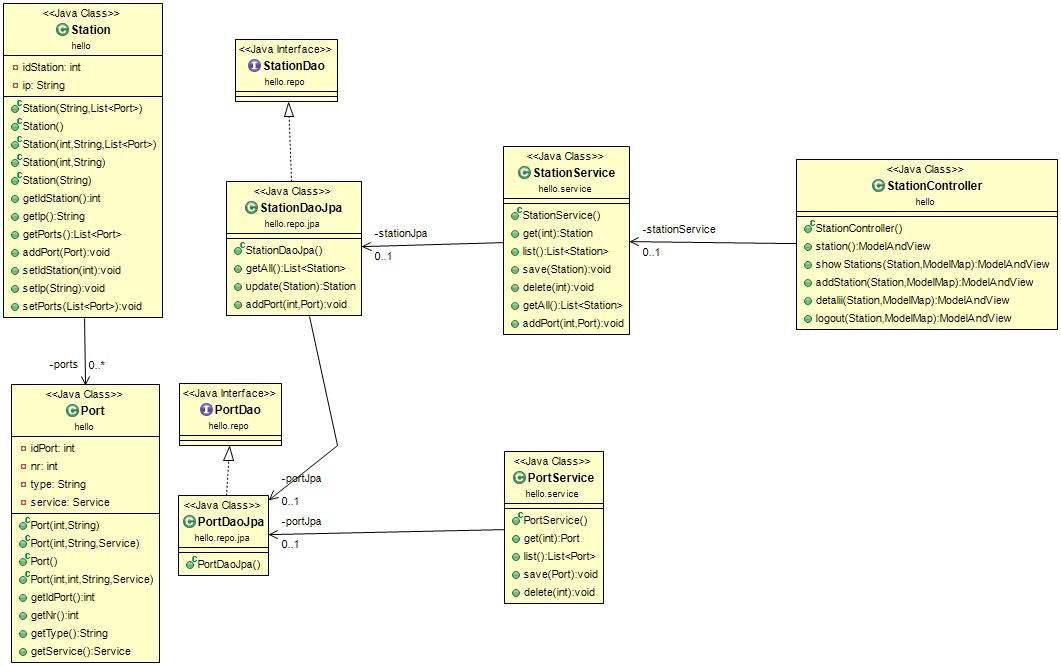 <<Java Class>>
Station
hello
idStation: int
ip: String
Station(String,List<Port>)
Station()
Station(int,String,List<Port>)
Station(int,String)
Station(String)
getIdStation():int
getIp():String
getPorts():List<Port>
addPort(Port):void
setIdStation(int):void
setIp(String):void
setPorts(List<Port>):void
-ports
0..*
<<Java Class>>
Port
hello
idPort: int
nr: int
type: String
service: Service
Port(int,String)
Port(int,String,Service)
Port()
Port(int,int,String,Service)
getIdPort():int
getNr():int
getType():String
getService():Service
<<Java Interface>>
StationDao
hello.repo
<<Java Class>>
StationDaoJpa
hello.repo.jpa
StationDaoJpa()
getAll():List<Station>
update(Station):Station
addPort(int,Port):void
<<Java Interface>>
PortDao
hello.repo
<<Java Class>>
PortDaoJpa
hello.repo.jpa
PortDaoJpa()
-portJpa
0..1
-portJpa
0..1
-stationJpa
0..1
<<Java Class>>
StationService
hello.service
StationService()
get(int):Station
list():List<Station>
save(Station):void
delete(int):void
getAll():List<Station>
addPort(int,Port):void
<<Java Class>>
PortService
hello.service
PortService()
get(int):Port
list():List<Port>
save(Port):void
delete(int):void
-stationService
0..1
<<Java Class>>
StationController
hello
StationController()
station():ModelAndView
show Stations(Station,ModelMap):ModelAndView
addStation(Station,ModelMap):ModelAndView
detalii(Station,ModelMap):ModelAndView
logout(Station,ModelMap):ModelAndView